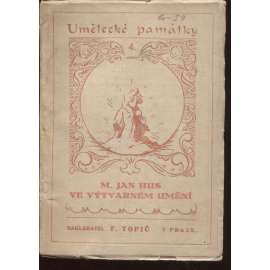 Umělecké památky
4.
M. JAN HUS
VE VÝTVARNÉM UMĚNÍ
NAKLADATEL F. TOPIČ V PRAZE.